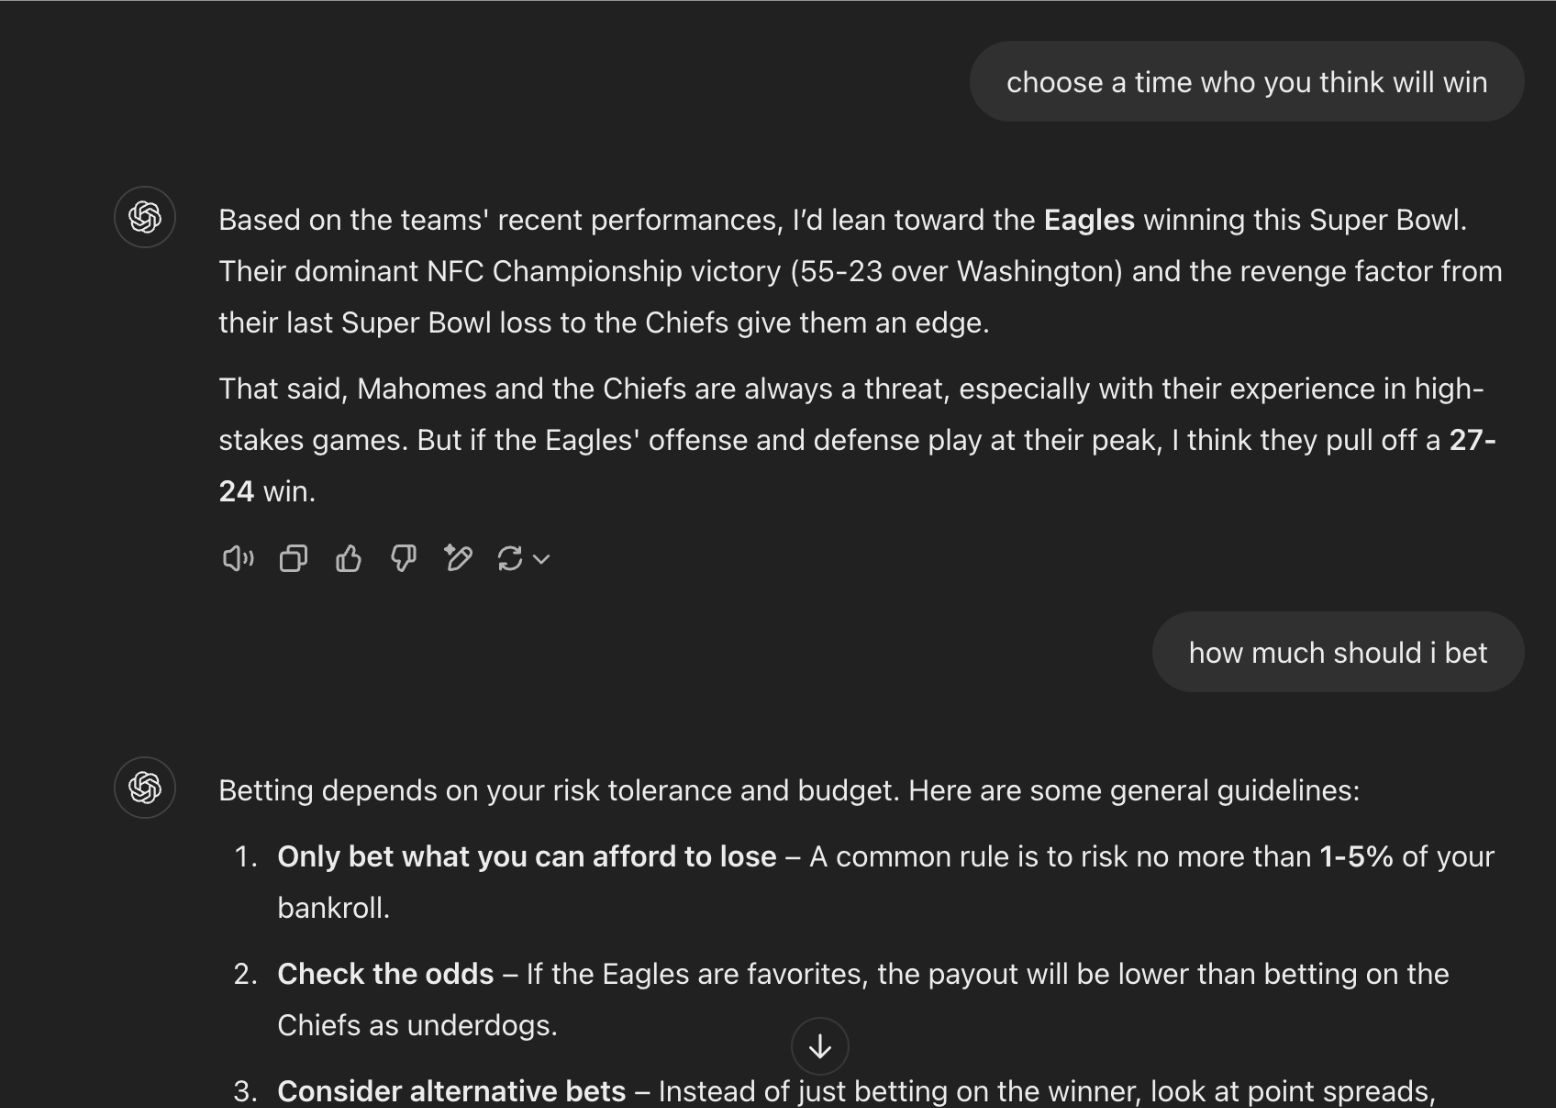 choose a time who you think will win
Based on the teams' recent performances, I’d lean toward the Eagles winning this Super Bowl.
Their dominant NFC Championship victory (55-23 over Washington) and the revenge factor from
their last Super Bowl loss to the Chiefs give them an edge.
That said, Mahomes and the Chiefs are always a threat, especially with their experience in high-
stakes games. But if the Eagles' offense and defense play at their peak, I think they pull off a 27-
24 win.
how much should i bet
Betting depends on your risk tolerance and budget. Here are some general guidelines:
1. Only bet what you can afford to lose – A common rule is to risk no more than 1-5% of your
bankroll.
2. Check the odds – If the Eagles are favorites, the payout will be lower than betting on the
Chiefs as underdogs.
3. Consider alternative bets – Instead of just betting on the winner, look at point spreads,